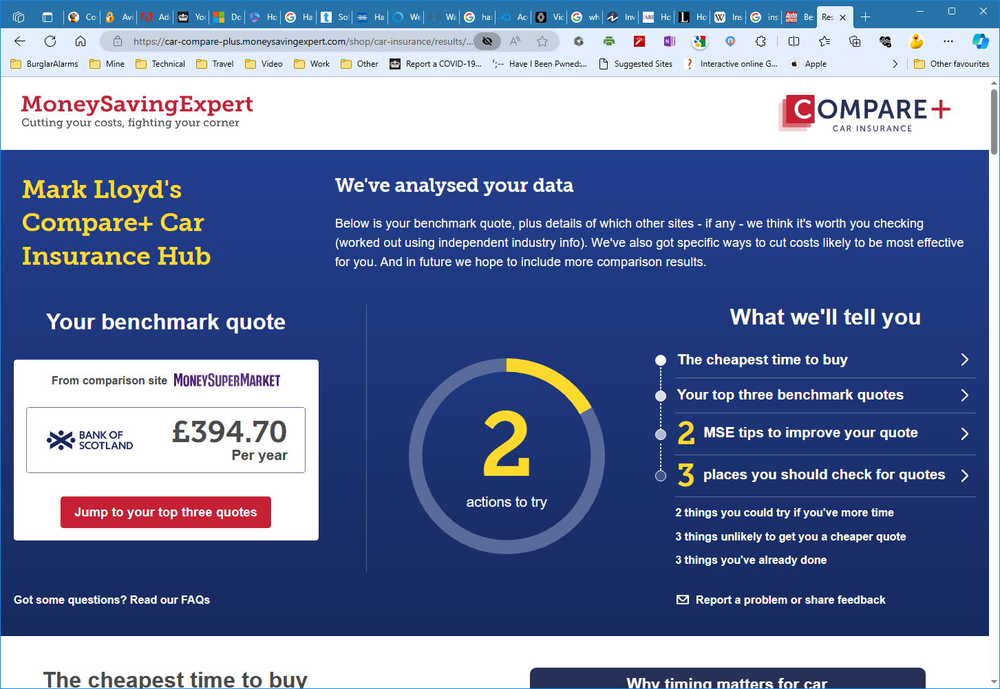 Co
Avi
Ad
You
Do
Ho
Ha
Sol
Ha
We
Wa
har
Acc
Vic
wh
Inv
Ho
Ho
Ins
ins
Be
Res
https://car-compare-plus.moneysavingexpert.com/shop/car-insurance/results/...
BurglarAlarms
Mine
Technical
Travel
Video
Work
Other
Report a COVID-19...
';-- Have I Been Pwned:...
Suggested Sites
Interactive online G...
Apple
Other favourites
MoneySavingExpert
Cutting your costs, fighting your corner
COMPARE+
CAR INSURANCE
Mark Lloyd's
Compare+ Car
Insurance Hub
We've analysed your data
Below is your benchmark quote, plus details of which other sites - if any - we think it's worth you checking
(worked out using independent industry info). We've also got specific ways to cut costs likely to be most effective
for you. And in future we hope to include more comparison results.
Your benchmark quote
From comparison site MONEYSUPERMARKET
BANK OF
SCOTLAND
£394.70
Per year
Jump to your top three quotes
2
actions to try
What we'll tell you
The cheapest time to buy
Your top three benchmark quotes
2 MSE tips to improve your quote
3 places you should check for quotes
2 things you could try if you've more time
3 things unlikely to get you a cheaper quote
3 things you've already done
Got some questions? Read our FAQs
Report a problem or share feedback
The cheapest time to buy
Why timing matters for car